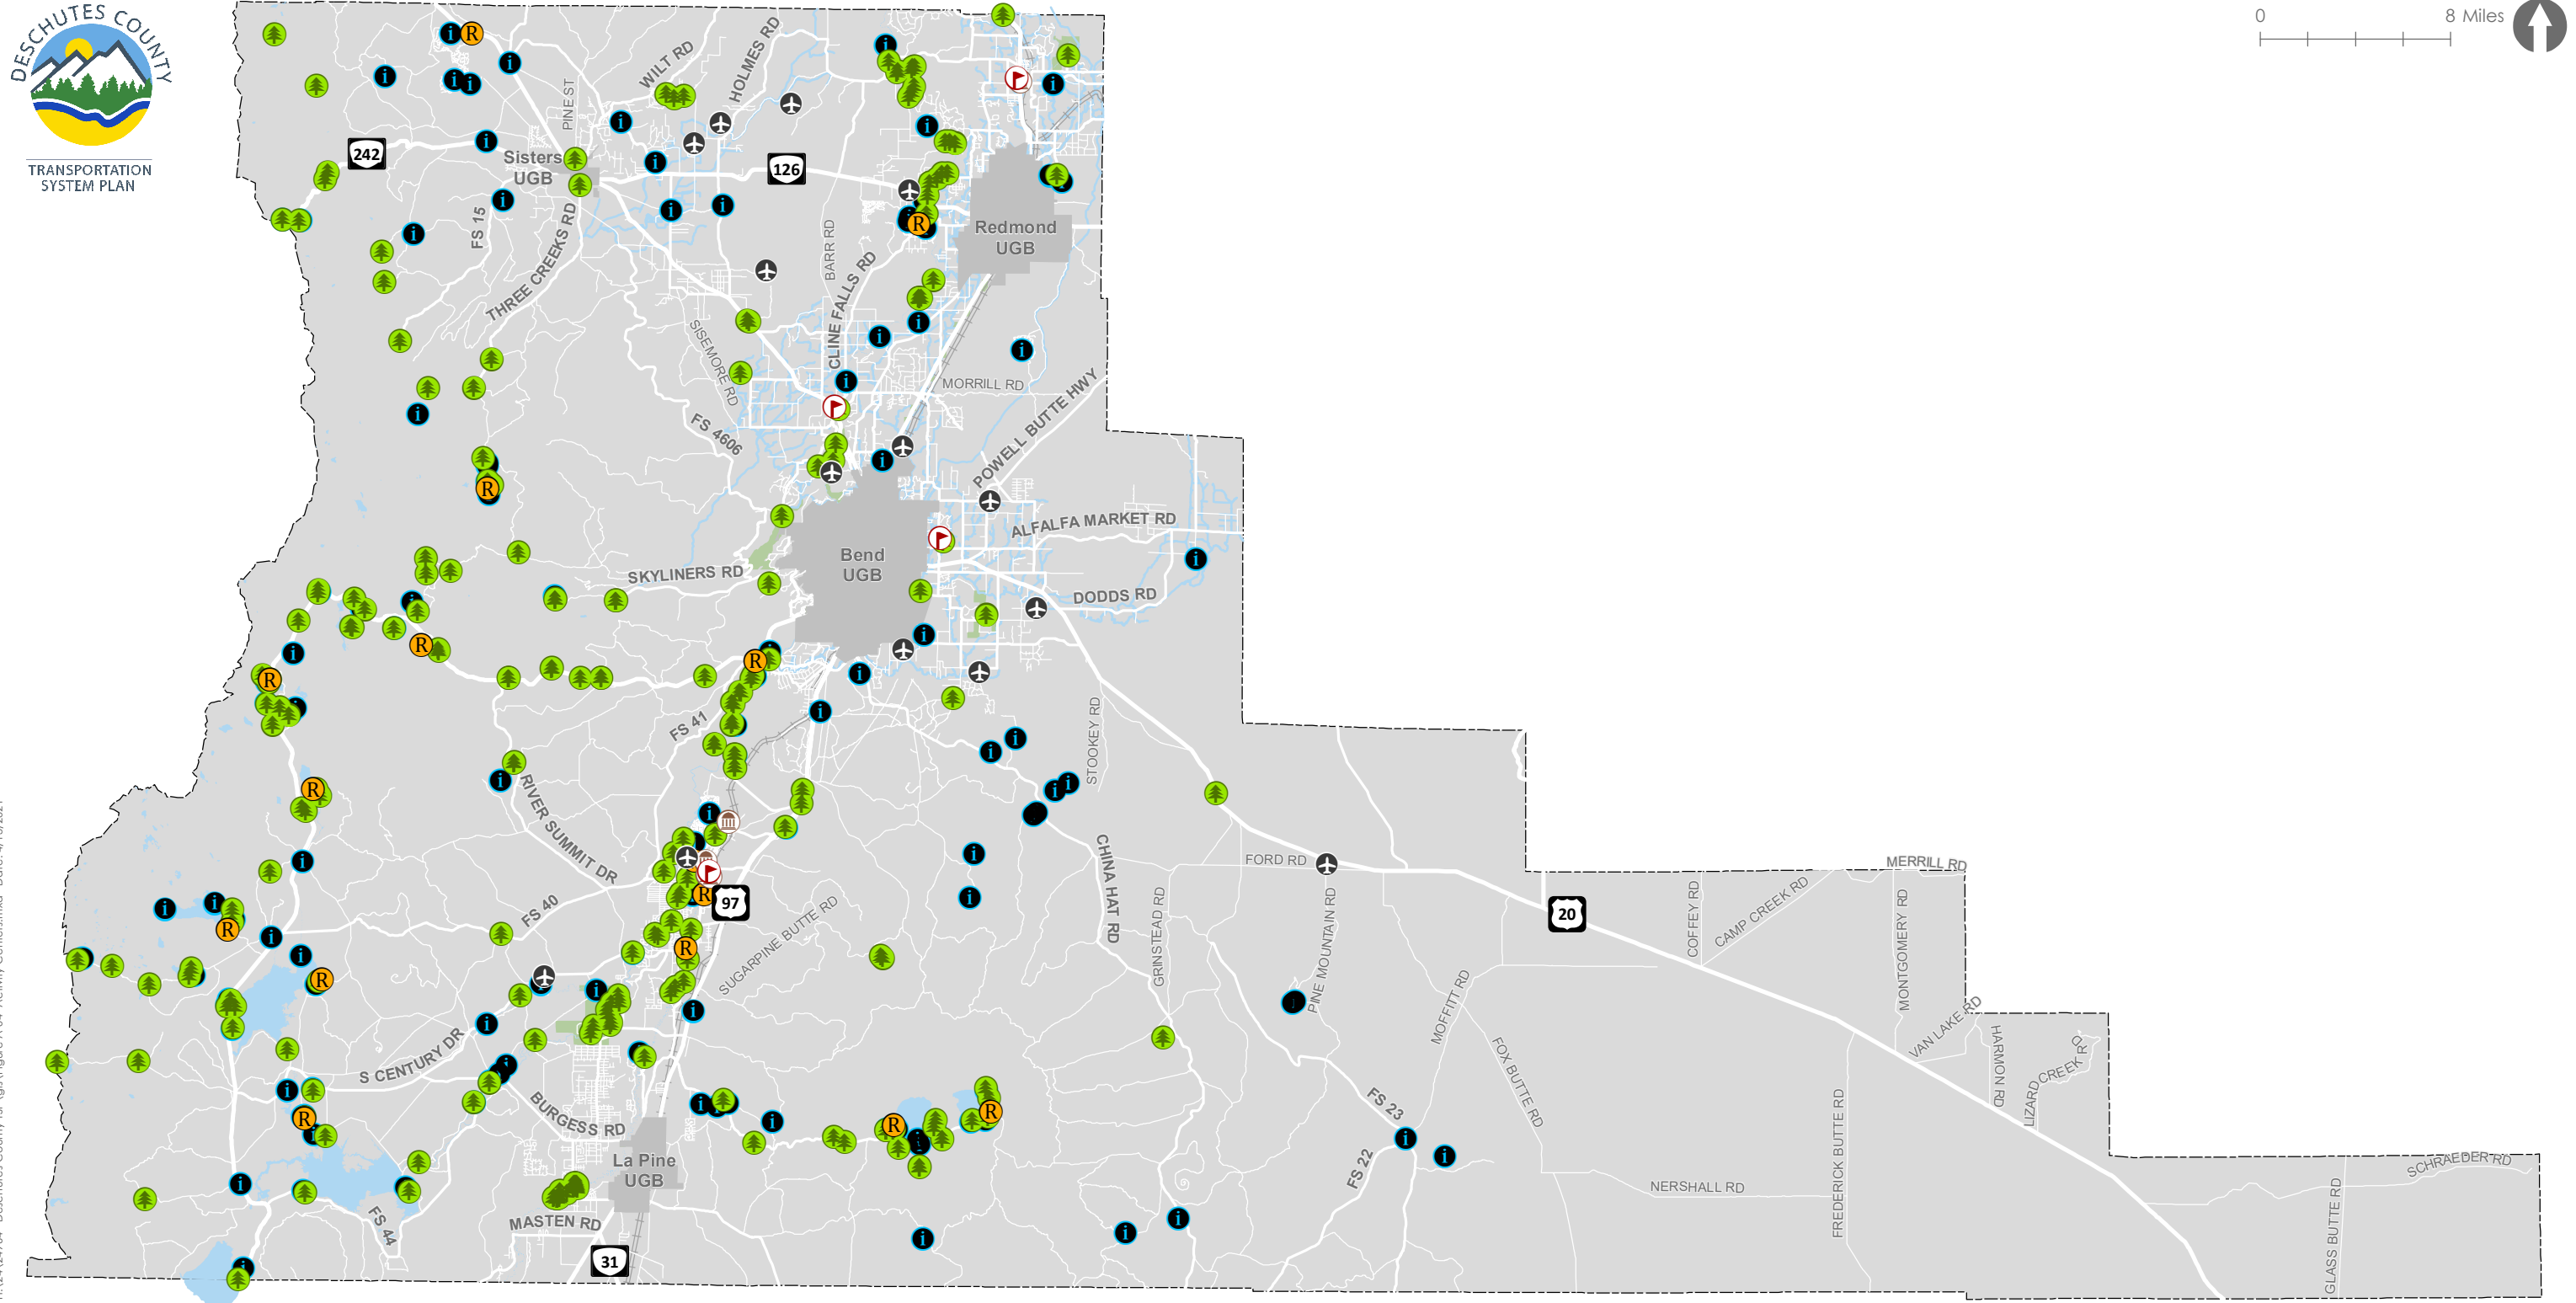 DESCHUTES COUNTY
TRANSPORTATION
SYSTEM PLAN
0 8 Miles
R
WILT RD
HOLMES RD
PINE ST
242
Sisters
UGB
126
FS 15
THREE CREEKS RD
BARR RD
R
Redmond
UGB
CLINE FALLS RD
SISEMORE RD
MORRILL RD
POWELL BUTTE HWY
FS 4606
R
ALFALFA MARKET RD
Bend
UGB
SKYLINERS RD
DODDS RD
R
R
R
FS 41
STOOKEY RD
R
RIVER SUMMIT DR
CHINA HAT RD
FORD RD
MERRILL RD
R
97
20
FS 40
SUGARPINE BUTTE RD
GRINSTEAD RD
PINE MOUNTAIN RD
COFFEY RD
CAMP CREEK RD
MONTGOMERY RD
R
R
R
MOFFITT RD
VAN LAKE RD
HARMON RD
LIZARD CREEK RD
S CENTURY DR
FOX BUTTE RD
BURGESS RD
R
R
R
FS 23
FREDERICK BUTTE RD
La Pine
UGB
FS 22
NERSHALL RD
SCHRAEDER RD
FS 44
MASTEN RD
GLASS BUTTE RD
31